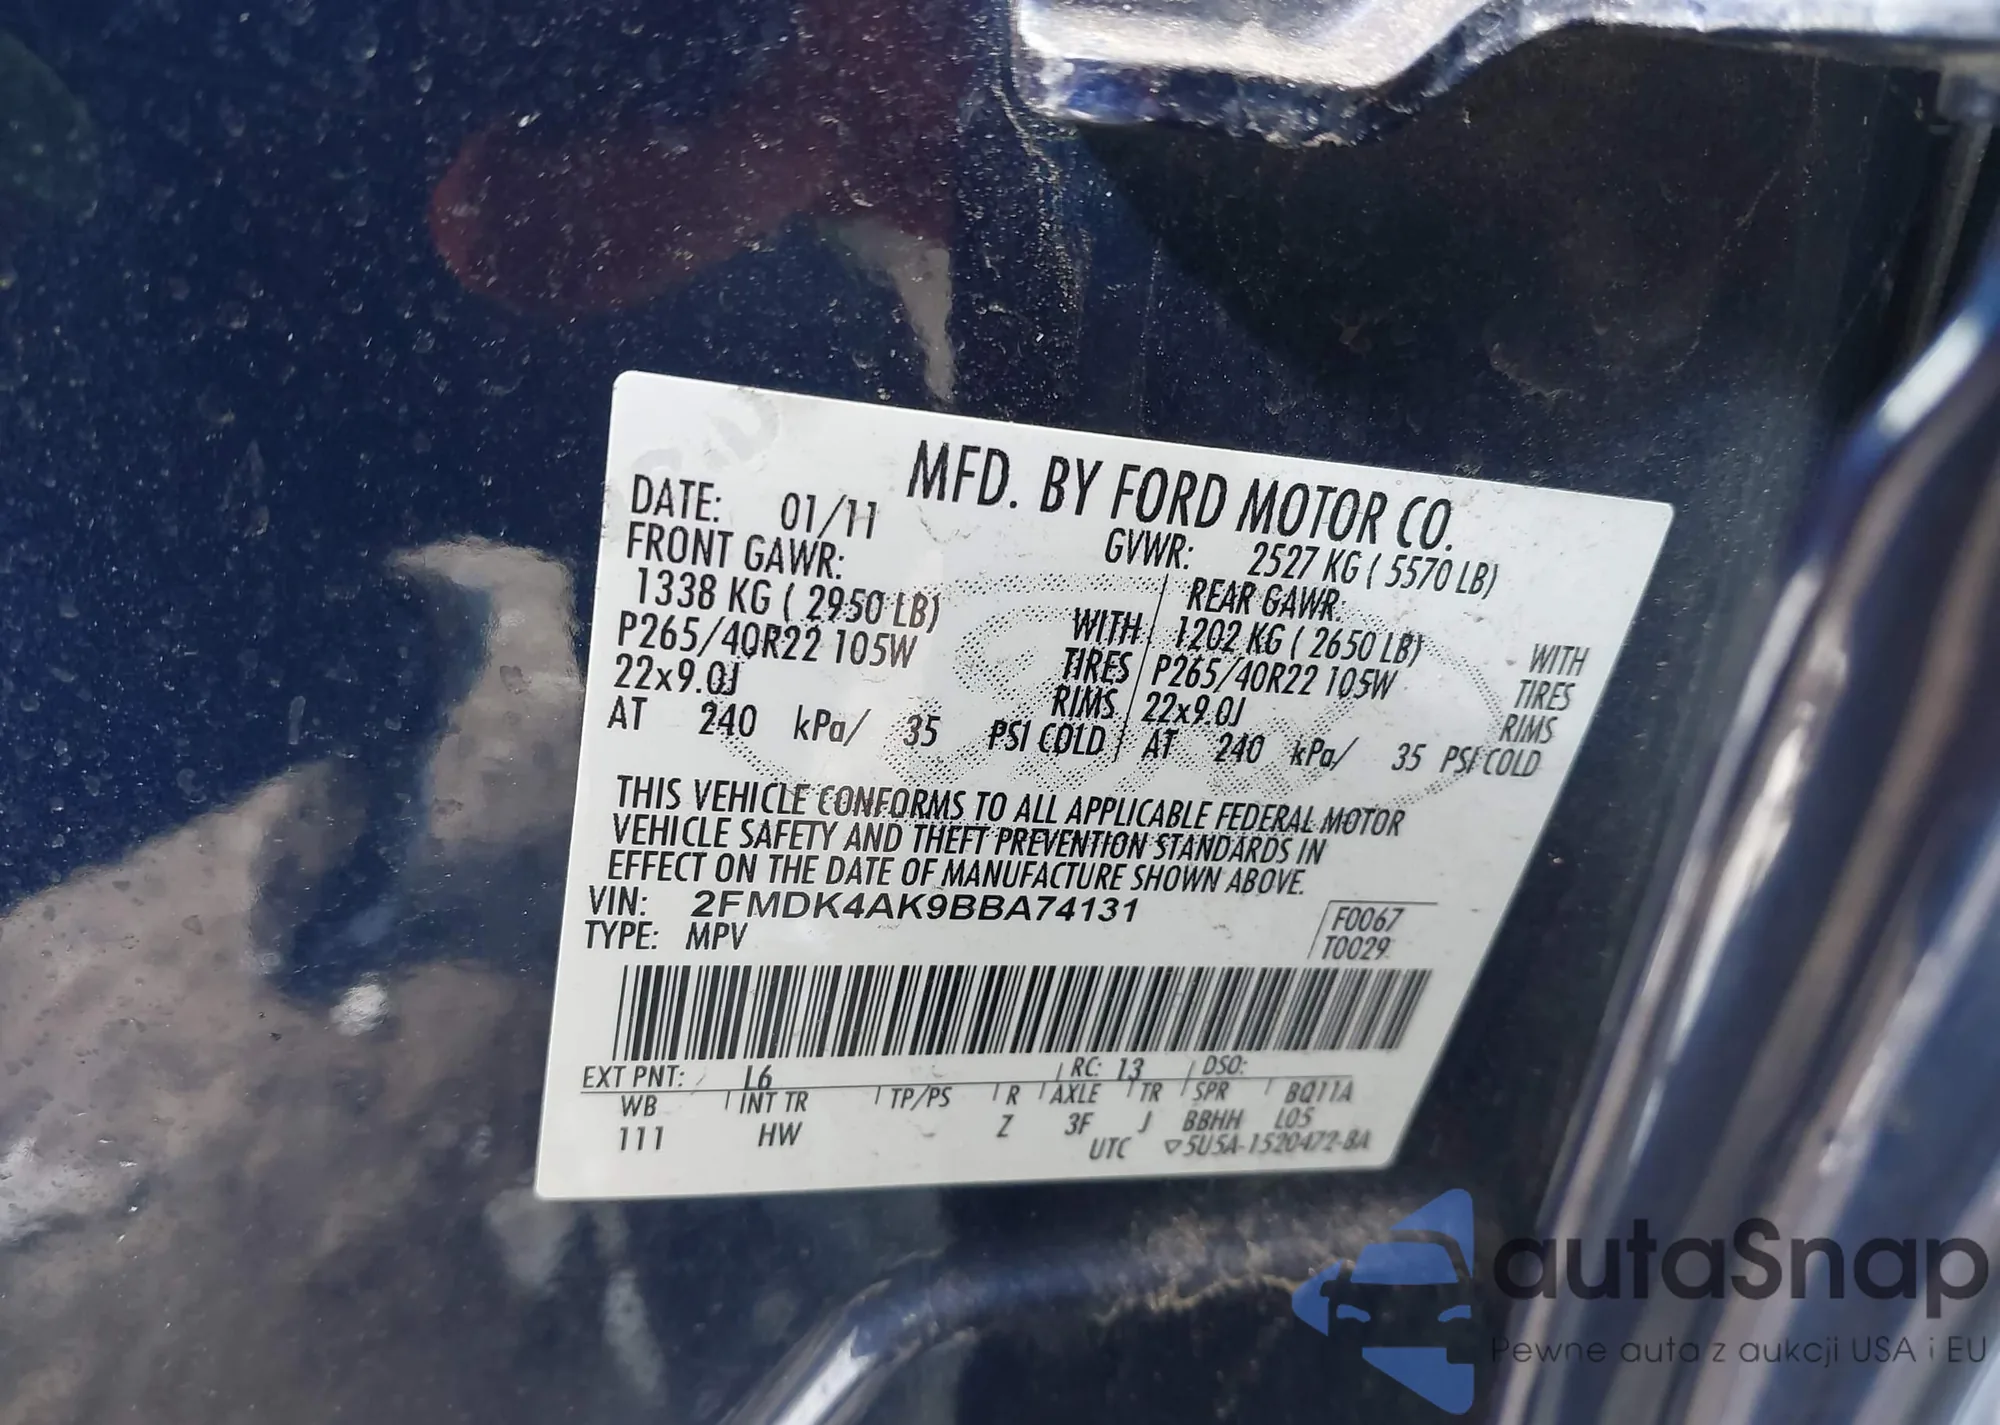 MFD. BY FORD MOTOR CO.
DATE: 01/11
GVWR: 2527 KG ( 5570 LB)
FRONT GAWR:
1338 KG ( 2950 LB) WITH
P265/40R22 105W TIRES
22x9.0J RIMS
AT 240 kPa/ 35 PSI COLD
REAR GAWR:
1202 KG ( 2650 LB) WITH
P265/40R22 105W TIRES
22x9.0J RIMS
AT 240 kPa/ 35 PSI COLD
THIS VEHICLE CONFORMS TO ALL APPLICABLE FEDERAL MOTOR
VEHICLE SAFETY AND THEFT PREVENTION STANDARDS IN
EFFECT ON THE DATE OF MANUFACTURE SHOWN ABOVE.
VIN: 2FMDK4AK9BBA74131
TYPE: MPV
F0067
T0029
EXT PNT: L6 RC: 13 DSO:
WB INT TR TP/PS R AXLE TR SPR BQ11A
111 HW Z 3F J BBHH L05
UTC ▽5U5A-1520472-BA
autaSnap
Pewne auta z aukcji USA i EU